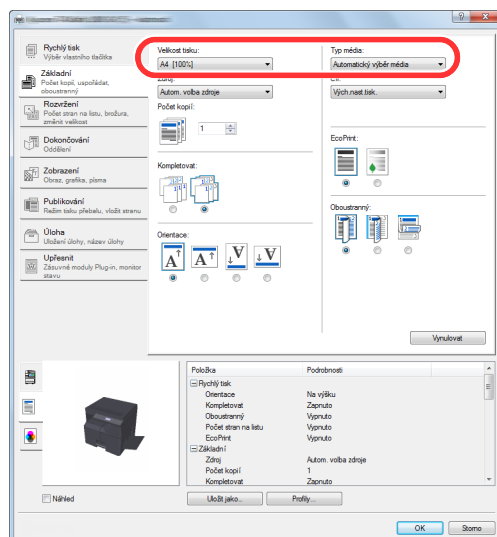 Rychlý tisk
Výběr vlastního tlačítka
Základní
Počet kopií, uspořádat,
oboustranný
Rozvržení
Počet stran na listu, brožura,
změnit velikost
Dokončování
Oddělení
Zobrazení
Obraz, grafika, písma
Publikování
Režim tisku přebalu, vložit stranu
Úloha
Uložení úlohy, název úlohy
Upřesnit
Zásuvné moduly Plug-in, monitor
stavu
Velikost tisku:
A4 [100%]
Typ média:
Automatický výběr média
Zdroj:
Autom. volba zdroje
Cíl:
Vých nast tisk.
Počet kopií:
1
EcoPrint:
Kompletovat:
Oboustranný:
Orientace:
A A A A
Vynulovat
Položka Podrobnosti
Rychlý tisk
Orientace Na výšku
Kompletovat Zapnuto
Oboustranný Vypnuto
Počet stran na listu Vypnuto
EcoPrint Vypnuto
Základní
Zdroj Autom. volba zdroje
Počet kopií 1
Kompletovat Zapnuto
Náhled
Uložit jako...
Profily...
OK
Storno